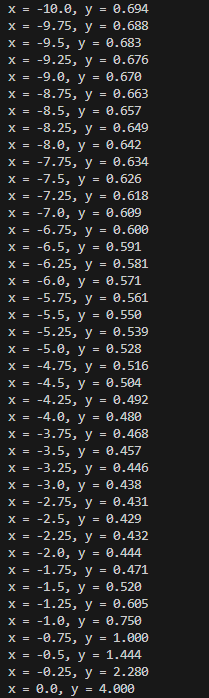 x = -10.0, y = 0.694
x = -9.75, y = 0.688
x = -9.5, y = 0.683
x = -9.25, y = 0.676
x = -9.0, y = 0.670
x = -8.75, y = 0.663
x = -8.5, y = 0.657
x = -8.25, y = 0.649
x = -8.0, y = 0.642
x = -7.75, y = 0.634
x = -7.5, y = 0.626
x = -7.25, y = 0.618
x = -7.0, y = 0.609
x = -6.75, y = 0.600
x = -6.5, y = 0.591
x = -6.25, y = 0.581
x = -6.0, y = 0.571
x = -5.75, y = 0.561
x = -5.5, y = 0.550
x = -5.25, y = 0.539
x = -5.0, y = 0.528
x = -4.75, y = 0.516
x = -4.5, y = 0.504
x = -4.25, y = 0.492
x = -4.0, y = 0.480
x = -3.75, y = 0.468
x = -3.5, y = 0.457
x = -3.25, y = 0.446
x = -3.0, y = 0.438
x = -2.75, y = 0.431
x = -2.5, y = 0.429
x = -2.25, y = 0.432
x = -2.0, y = 0.444
x = -1.75, y = 0.471
x = -1.5, y = 0.520
x = -1.25, y = 0.605
x = -1.0, y = 0.750
x = -0.75, y = 1.000
x = -0.5, y = 1.444
x = -0.25, y = 2.280
x = 0.0, y = 4.000